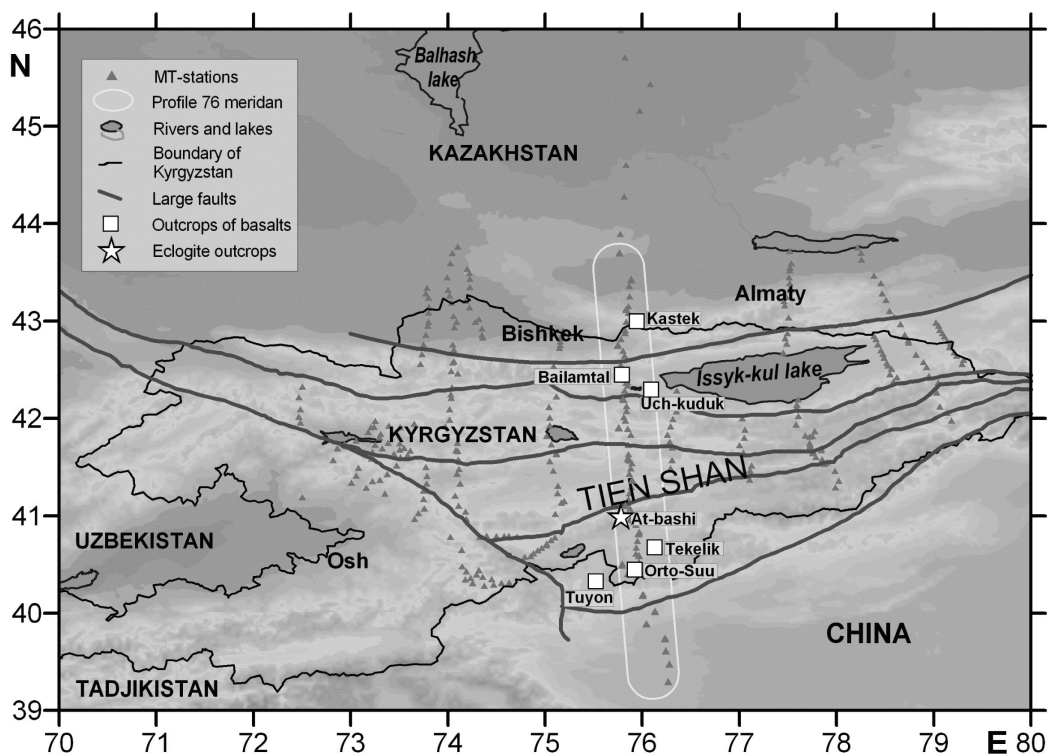 46
N
45
44
43
42
41
40
39
MT-stations
Profile 76 meridan
Rivers and lakes
Boundary of
Kyrgyzstan
Large faults
Outcrops of basalts
Eclogite outcrops
Balhash
lake
KAZAKHSTAN
Almaty
Kastek
Bishkek
Bailamtal
Issyk-kul lake
Uch-kuduk
KYRGYZSTAN
TIEN SHAN
At-bashi
UZBEKISTAN
Osh
Tekelik
Orto-Suu
Tuyon
CHINA
TADJIKISTAN
70 71 72 73 74 75 76 77 78 79 E 80